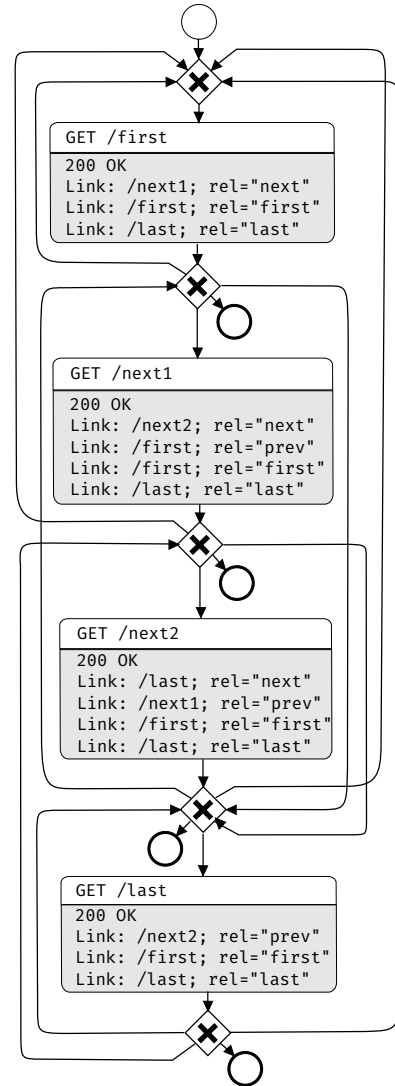 GET /first
200 OK
Link: /next1; rel="next"
Link: /first; rel="first"
Link: /last; rel="last"
GET /next1
200 OK
Link: /next2; rel="next"
Link: /first; rel="prev"
Link: /first; rel="first"
Link: /last; rel="last"
GET /next2
200 OK
Link: /last; rel="next"
Link: /next1; rel="prev"
Link: /first; rel="first"
Link: /last; rel="last"
GET /last
200 OK
Link: /next2; rel="prev"
Link: /first; rel="first"
Link: /last; rel="last"